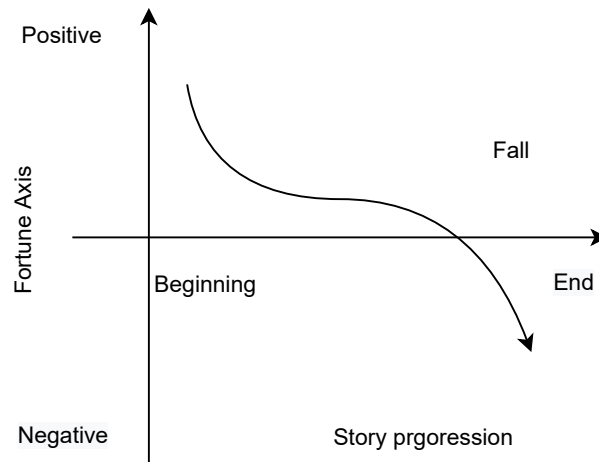 Positive
Fall
Fortune Axis
Beginning
End
Negative
Story prgoression